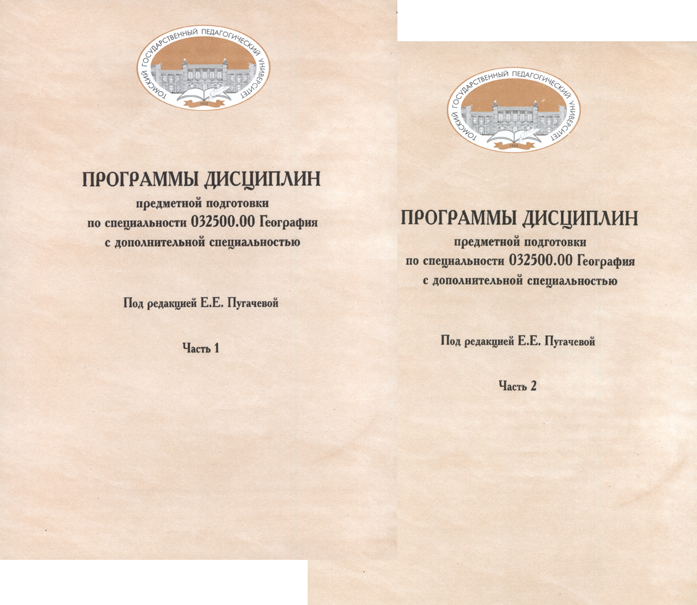 ТОМСКИЙ ГОСУДАРСТВЕННЫЙ ПЕДАГОГИЧЕСКИЙ УНИВЕРСИТЕТ
ПРОГРАММЫ ДИСЦИПЛИН
предметной подготовки
по специальности 032500.00 География
с дополнительной специальностью
Под редакцией Е.Е. Пугачевой
Часть 1
ТОМСКИЙ ГОСУДАРСТВЕННЫЙ ПЕДАГОГИЧЕСКИЙ УНИВЕРСИТЕТ
ПРОГРАММЫ ДИСЦИПЛИН
предметной подготовки
по специальности 032500.00 География
с дополнительной специальностью
Под редакцией Е.Е. Пугачевой
Часть 2